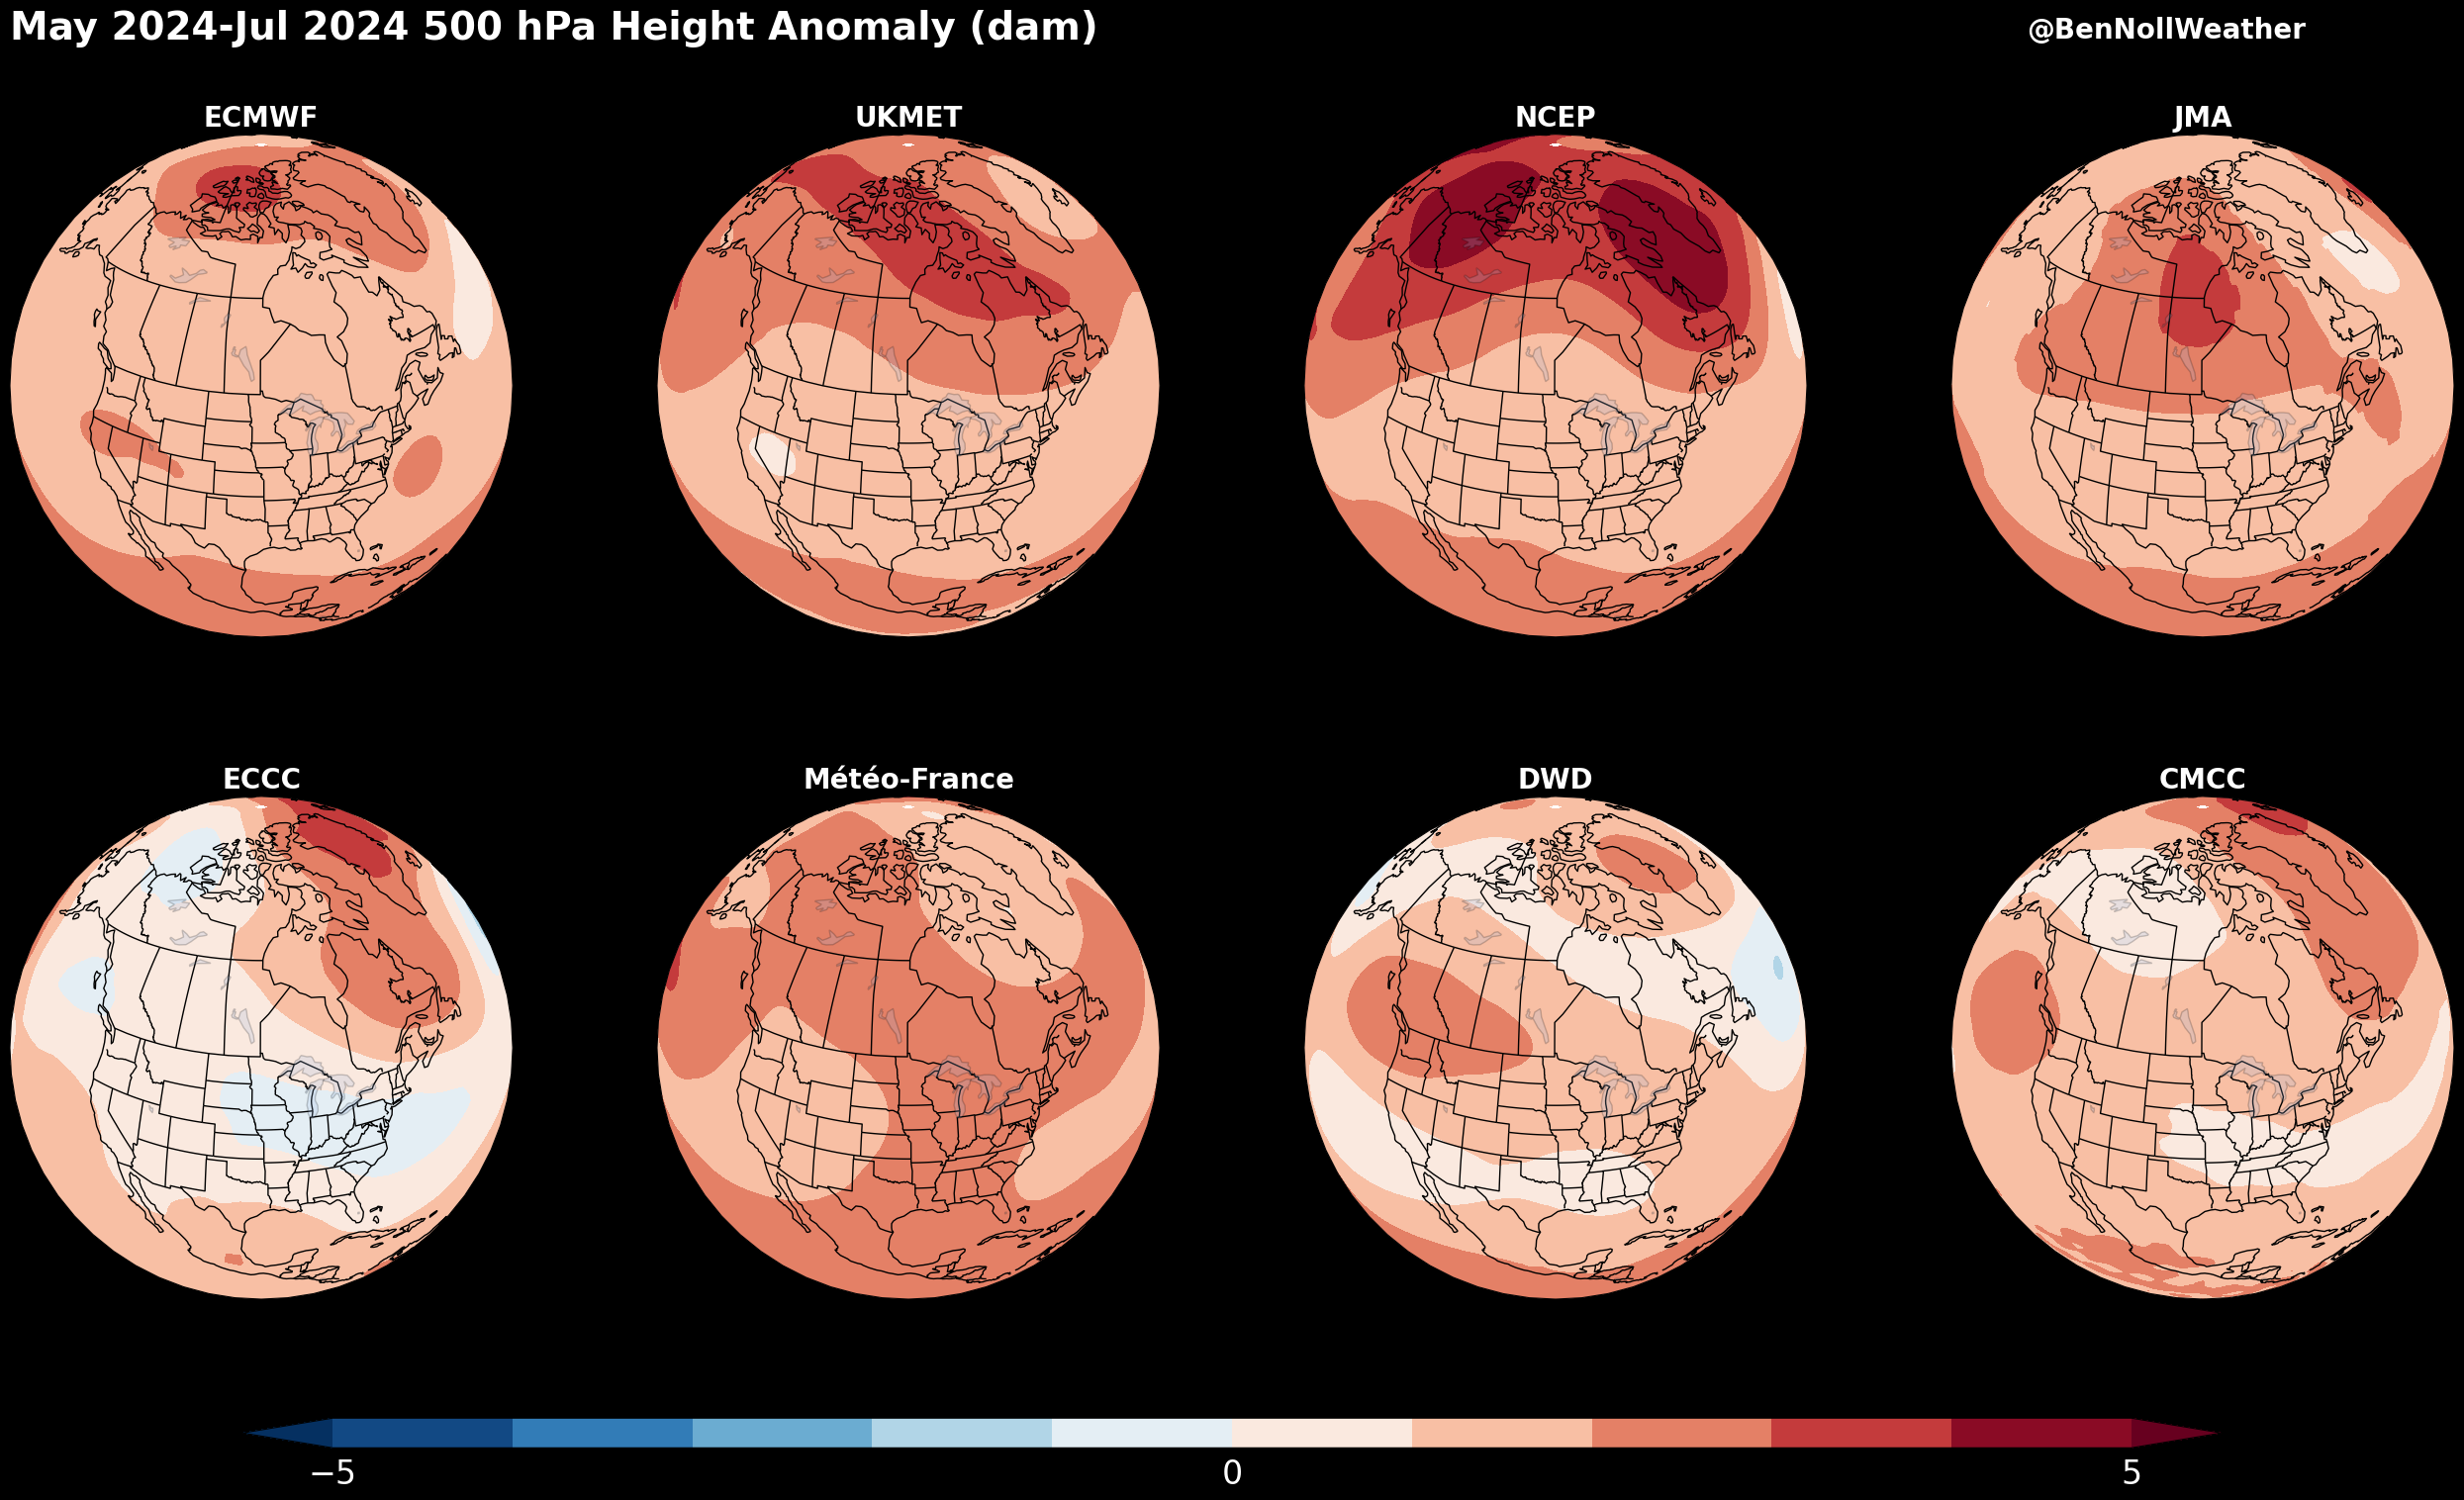 May 2024-Jul 2024 500 hPa Height Anomaly (dam)
@BenNollWeather
ECMWF
UKMET
NCEP
JMA
ECCC
Météo-France
DWD
CMCC
−5
0
5